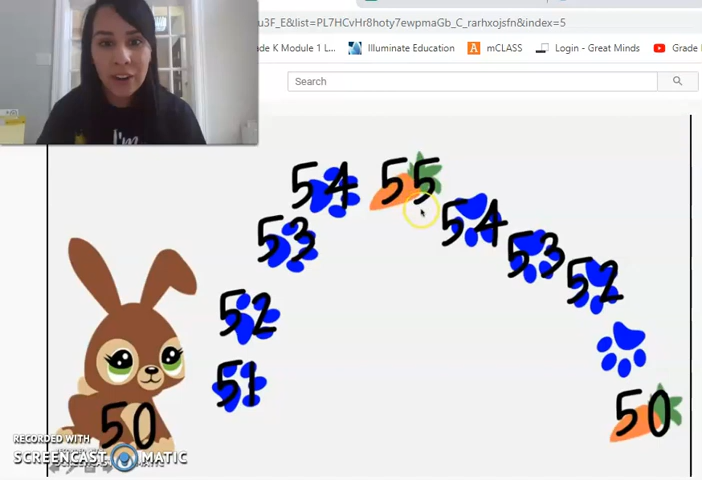 u3F_E&list=PL7HCvHr8hoty7ewpmaGb_C_rarhxojsfn&index=5
ade K Module 1 L... Illuminate Education A mCLASS Login - Great Minds Grade
Search
I'm
54 55
53 54
53
52 52
51
50 50
RECORDED WITH
SCREENCAST MATIC